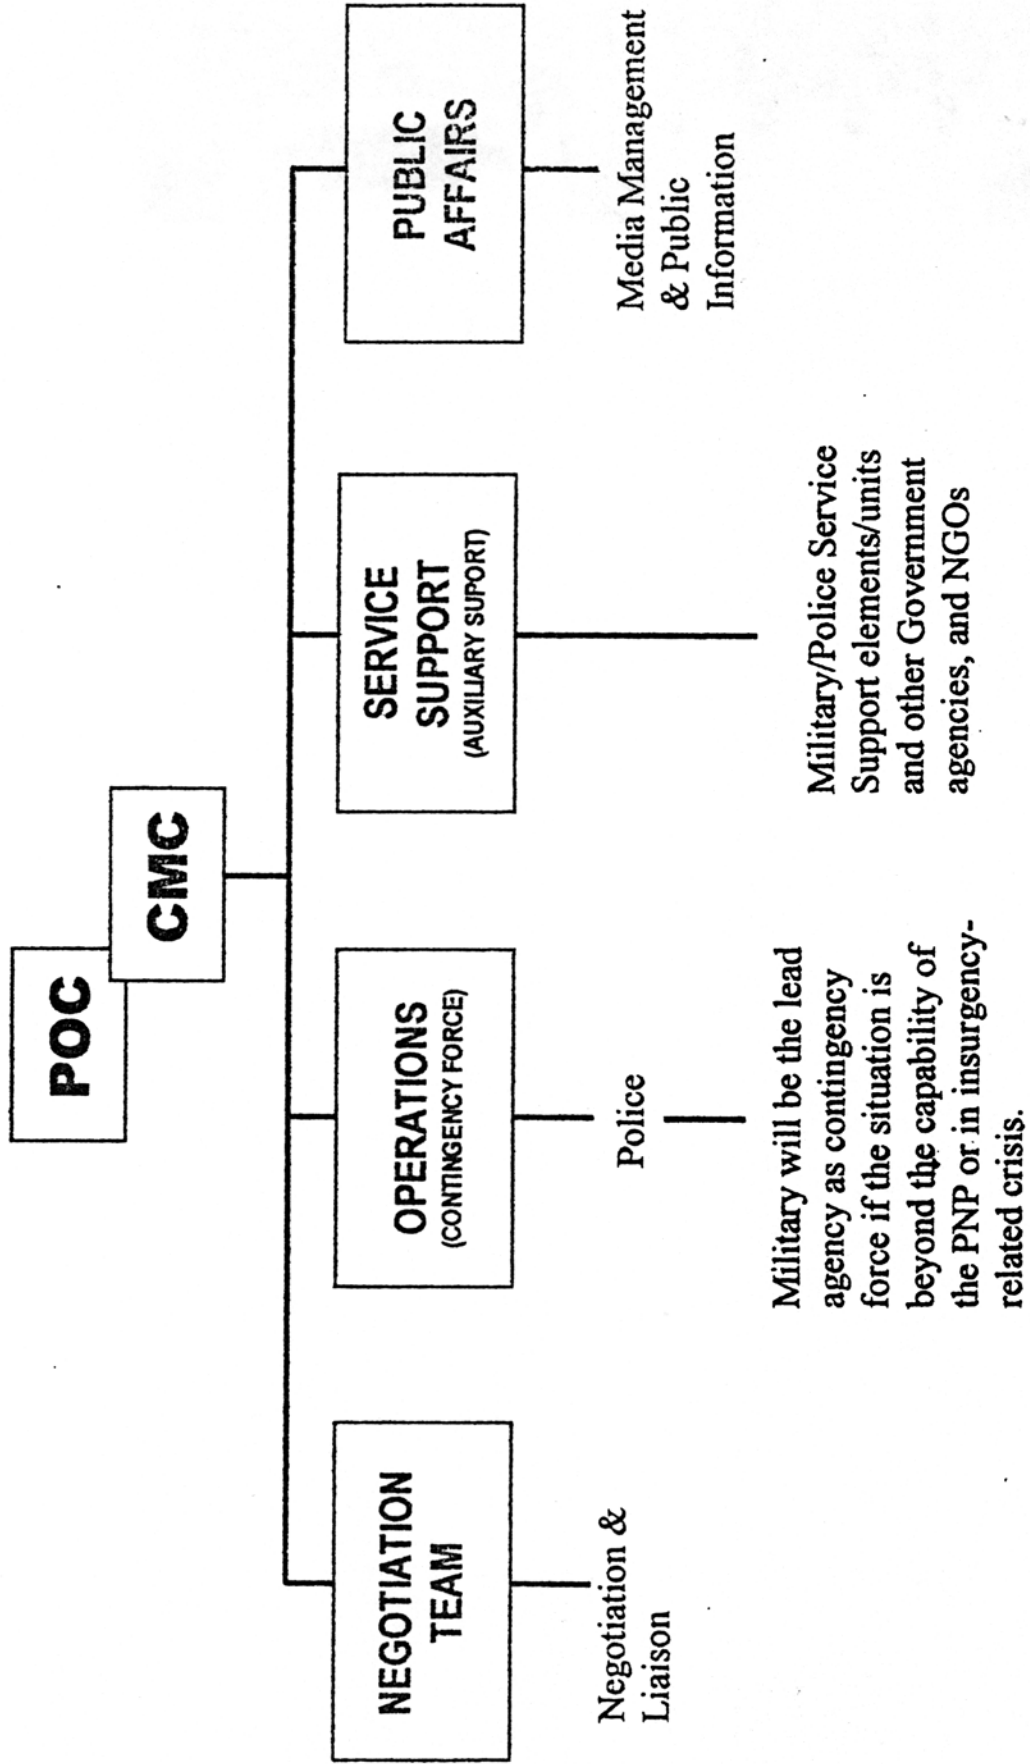 POC
CMC
NEGOTIATION
TEAM
Negotiation &
Liaison
OPERATIONS
(CONTINGENCY FORCE)
Police
Military will be the lead
agency as contingency
force if the situation is
beyond the capability of
the PNP or in insurgency-
related crisis.
SERVICE
SUPPORT
(AUXILIARY SUPORT)
Military/Police Service
Support elements/units
and other Government
agencies, and NGOs
PUBLIC
AFFAIRS
Media Management
& Public
Information